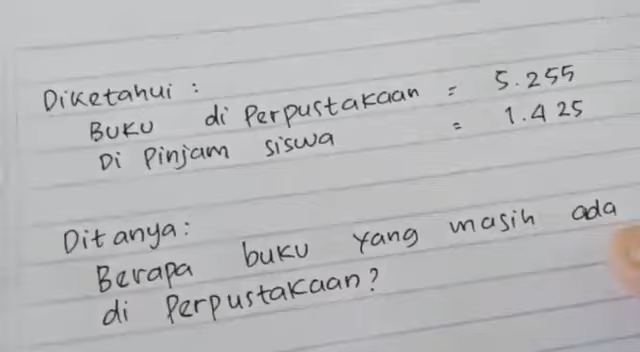 Diketahui :
Buku di Perpustakaan = 5.255
Di Pinjam siswa = 1.425
Ditanya:
Berapa buku yang masih ada
di Perpustakaan?